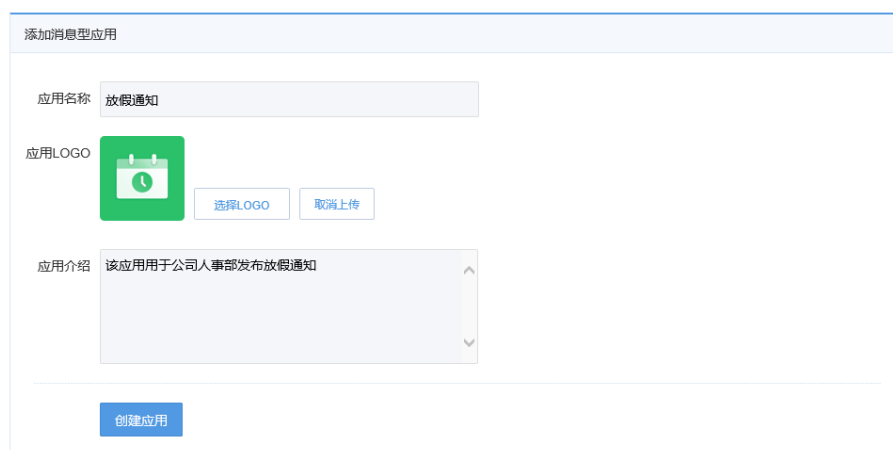 添加消息型应用
应用名称 放假通知
应用LOGO
选择LOGO 取消上传
应用介绍 该应用用于公司人事部发布放假通知
创建应用